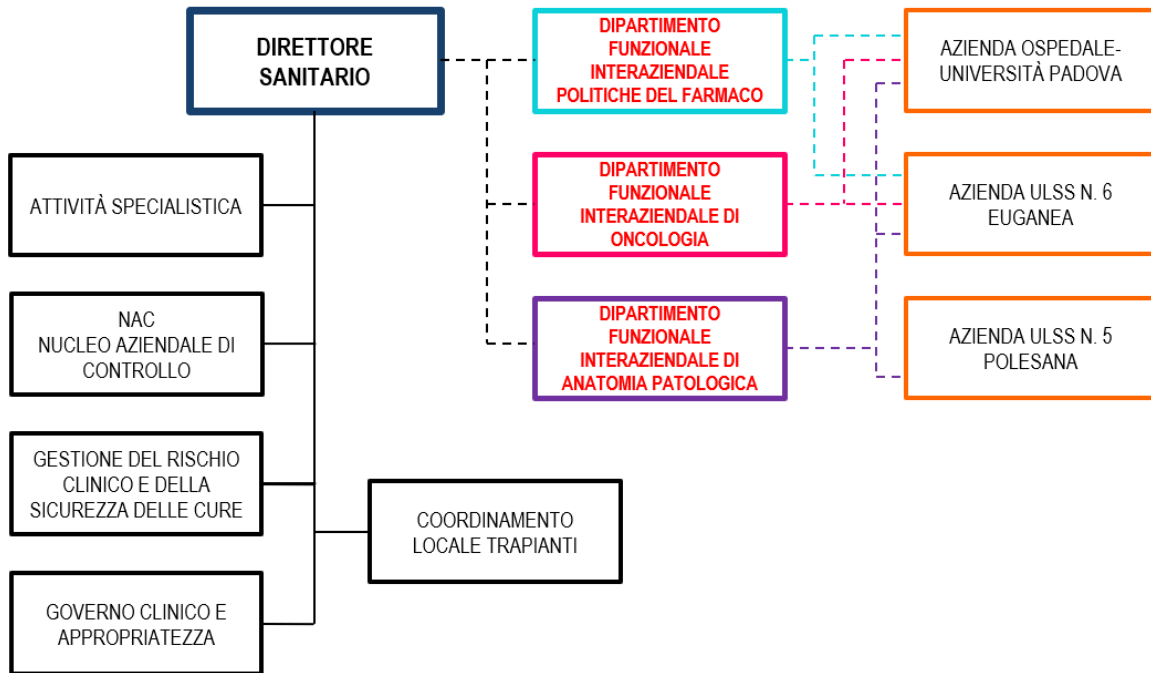 DIRETTORE
SANITARIO
DIPARTIMENTO
FUNZIONALE
INTERAZIENDALE
POLITICHE DEL FARMACO
AZIENDA OSPEDALE-
UNIVERSITÀ PADOVA
ATTIVITÀ SPECIALISTICA
DIPARTIMENTO
FUNZIONALE
INTERAZIENDALE DI
ONCOLOGIA
AZIENDA ULSS N. 6
EUGANEA
NAC
NUCLEO AZIENDALE DI
CONTROLLO
DIPARTIMENTO
FUNZIONALE
INTERAZIENDALE DI
ANATOMIA PATOLOGICA
AZIENDA ULSS N. 5
POLESANA
GESTIONE DEL RISCHIO
CLINICO E DELLA
SICUREZZA DELLE CURE
COORDINAMENTO
LOCALE TRAPIANTI
GOVERNO CLINICO E
APPROPRIATEZZA